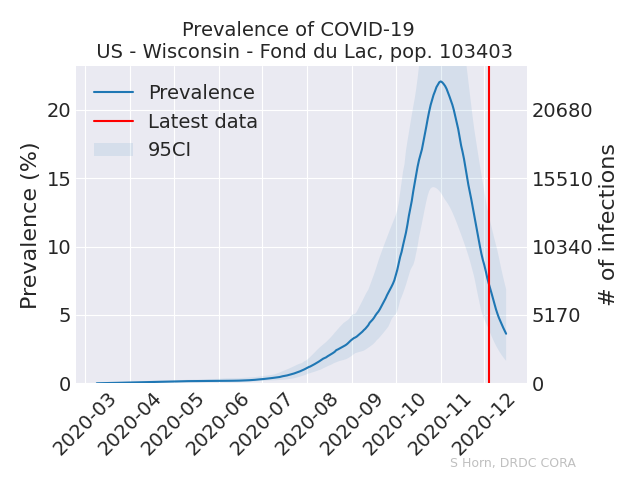 Prevalence of COVID-19
US - Wisconsin - Fond du Lac, pop. 103403
Prevalence
Latest data
95CI
Prevalence (%)
20
15
10
5
0
20680
15510
10340
5170
0
# of infections
2020-03
2020-04
2020-05
2020-06
2020-07
2020-08
2020-09
2020-10
2020-11
2020-12
S Horn, DRDC CORA